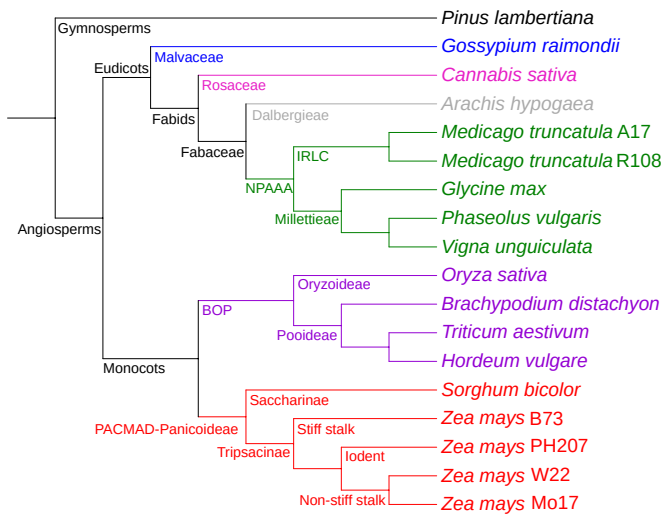 Pinus lambertiana
Gymnosperms
Gossypium raimondii
Malvaceae
Eudicots
Cannabis sativa
Rosaceae
Arachis hypogaea
Dalbergieae
Fabids
Medicago truncatula A17
Fabaceae
IRLC
Medicago truncatula R108
NPAAA
Glycine max
Millettieae
Phaseolus vulgaris
Angiosperms
Vigna unguiculata
Oryza sativa
Oryzoideae
BOP
Brachypodium distachyon
Pooideae
Triticum aestivum
Hordeum vulgare
Monocots
Sorghum bicolor
Saccharinae
Zea mays B73
PACMAD-Panicoideae
Stiff stalk
Zea mays PH207
Tripsacinae
Iodent
Zea mays W22
Non-stiff stalk
Zea mays Mo17